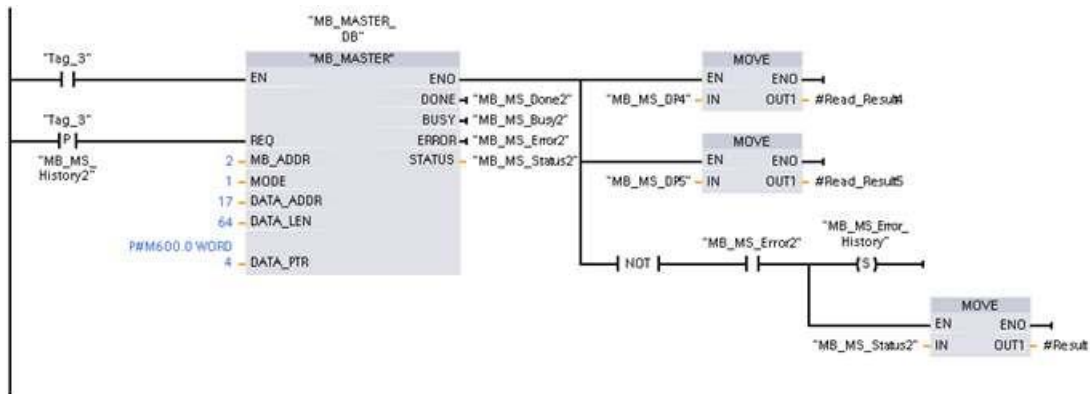 "MB_MASTER_
DB"
"Tag_3"
"MB_MASTER"
MOVE
EN
ENO
EN
ENO
DONE
"MB_MS_Done2"
"MB_MS_DP4"
IN
OUT1
#Read_Result4
"Tag_3"
BUSY
"MB_MS_Busy2"
P
REQ
ERROR
"MB_MS_Error2"
MOVE
"MB_MS_
History2"
2
MB_ADDR
STATUS
"MB_MS_Status2"
EN
ENO
1
MODE
"MB_MS_DP5"
IN
OUT1
#Read_Result5
17
DATA_ADDR
64
DATA_LEN
P#M600.0 WORD
4
DATA_PTR
"MB_MS_Error2"
"MB_MS_Error_
History"
NOT
S
MOVE
EN
ENO
"MB_MS_Status2"
IN
OUT1
#Result